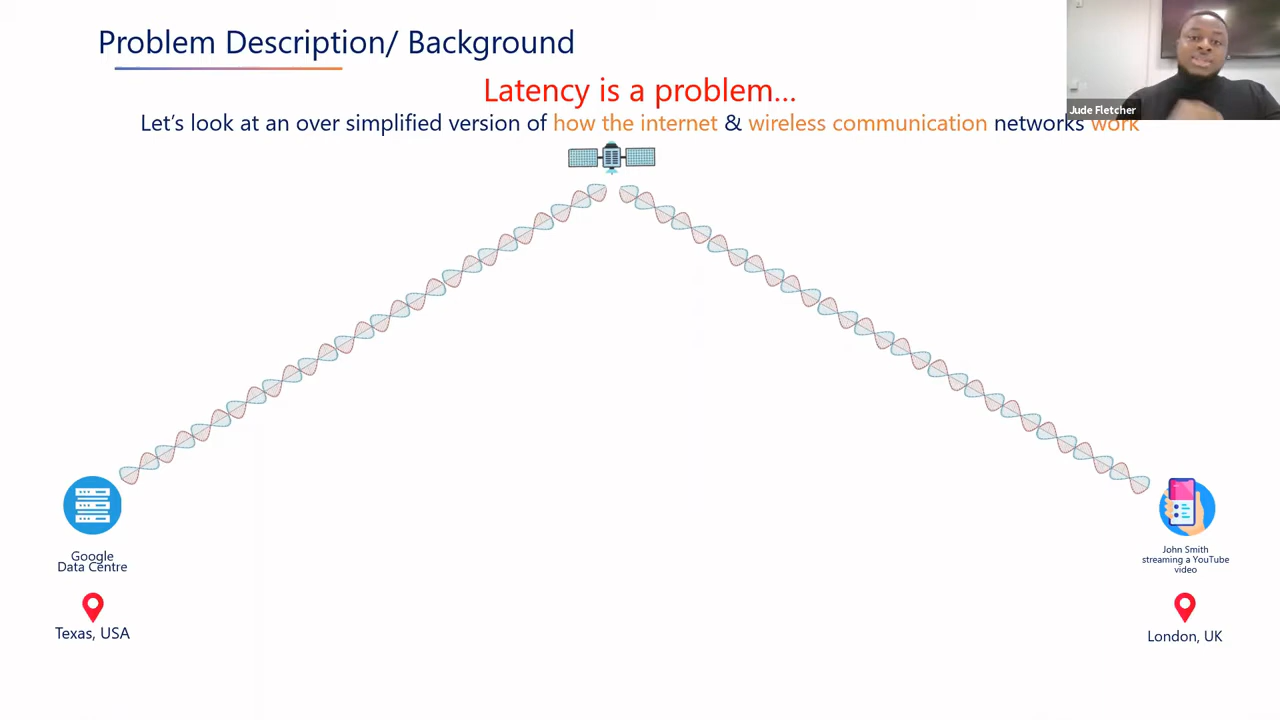 Problem Description/ Background
Latency is a problem...
Jude Fletcher
Let's look at an over simplified version of how the internet & wireless communication networks work
Google
Data Centre
Texas, USA
John Smith
streaming a YouTube
video
London, UK